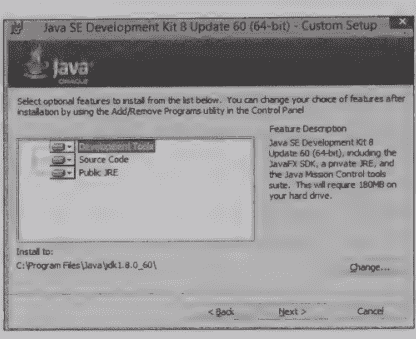 Java SE Development Kit 8 Update 60 (64-bit) - Custom Setup
Java
ORACLE
Select optional features to install from the list below. You can change your choice of features after
installation by using the Add/Remove Programs utility in the Control Panel
Development Tools
Source Code
Public JRE
Feature Description
Java SE Development Kit 8
Update 60 (64-bit), including the
JavaFX SDK, a private JRE, and
the Java Mission Control tools
suite. This will require 180MB on
your hard drive.
Install to:
C:\Program Files\Java\jdk1.8.0_60\
Change...
< Back
Next >
Cancel